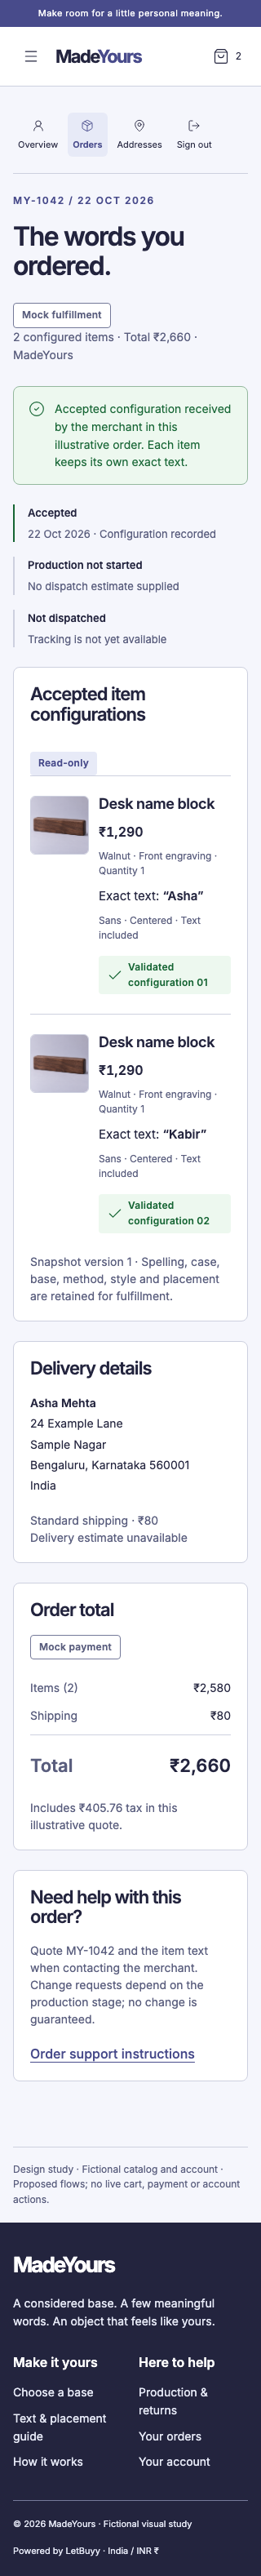 Make room for a little personal meaning.
MadeYours
2
Overview
Orders
Addresses
Sign out
MY-1042 / 22 OCT 2026
The words you
ordered.
Mock fulfillment
2 configured items · Total ₹2,660 ·
MadeYours
Accepted configuration received
by the merchant in this
illustrative order. Each item
keeps its own exact text.
Accepted
22 Oct 2026 · Configuration recorded
Production not started
No dispatch estimate supplied
Not dispatched
Tracking is not yet available
Accepted item
configurations
Read-only
Desk name block
₹1,290
Walnut · Front engraving ·
Quantity 1
Exact text: “Asha”
Sans · Centered · Text
included
Validated
configuration 01
Desk name block
₹1,290
Walnut · Front engraving ·
Quantity 1
Exact text: “Kabir”
Sans · Centered · Text
included
Validated
configuration 02
Snapshot version 1 · Spelling, case,
base, method, style and placement
are retained for fulfillment.
Delivery details
Asha Mehta
24 Example Lane
Sample Nagar
Bengaluru, Karnataka 560001
India
Standard shipping · ₹80
Delivery estimate unavailable
Order total
Mock payment
Items (2) ₹2,580
Shipping ₹80
Total ₹2,660
Includes ₹405.76 tax in this
illustrative quote.
Need help with this
order?
Quote MY-1042 and the item text
when contacting the merchant.
Change requests depend on the
production stage; no change is
guaranteed.
Order support instructions
Design study · Fictional catalog and account ·
Proposed flows; no live cart, payment or account
actions.
MadeYours
A considered base. A few meaningful
words. An object that feels like yours.
Make it yours
Choose a base
Text & placement
guide
How it works
Here to help
Production &
returns
Your orders
Your account
© 2026 MadeYours · Fictional visual study
Powered by LetBuyy · India / INR ₹